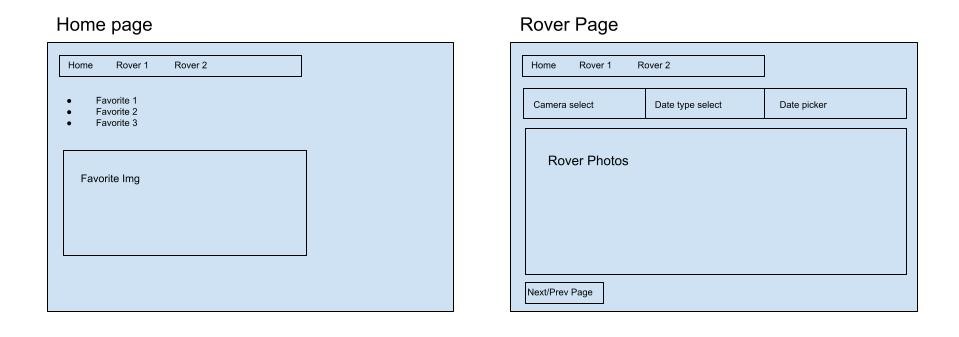 Home page
Home Rover 1 Rover 2
● Favorite 1
● Favorite 2
● Favorite 3
Favorite Img
Rover Page
Home Rover 1 Rover 2
Camera select Date type select Date picker
Rover Photos
Next/Prev Page